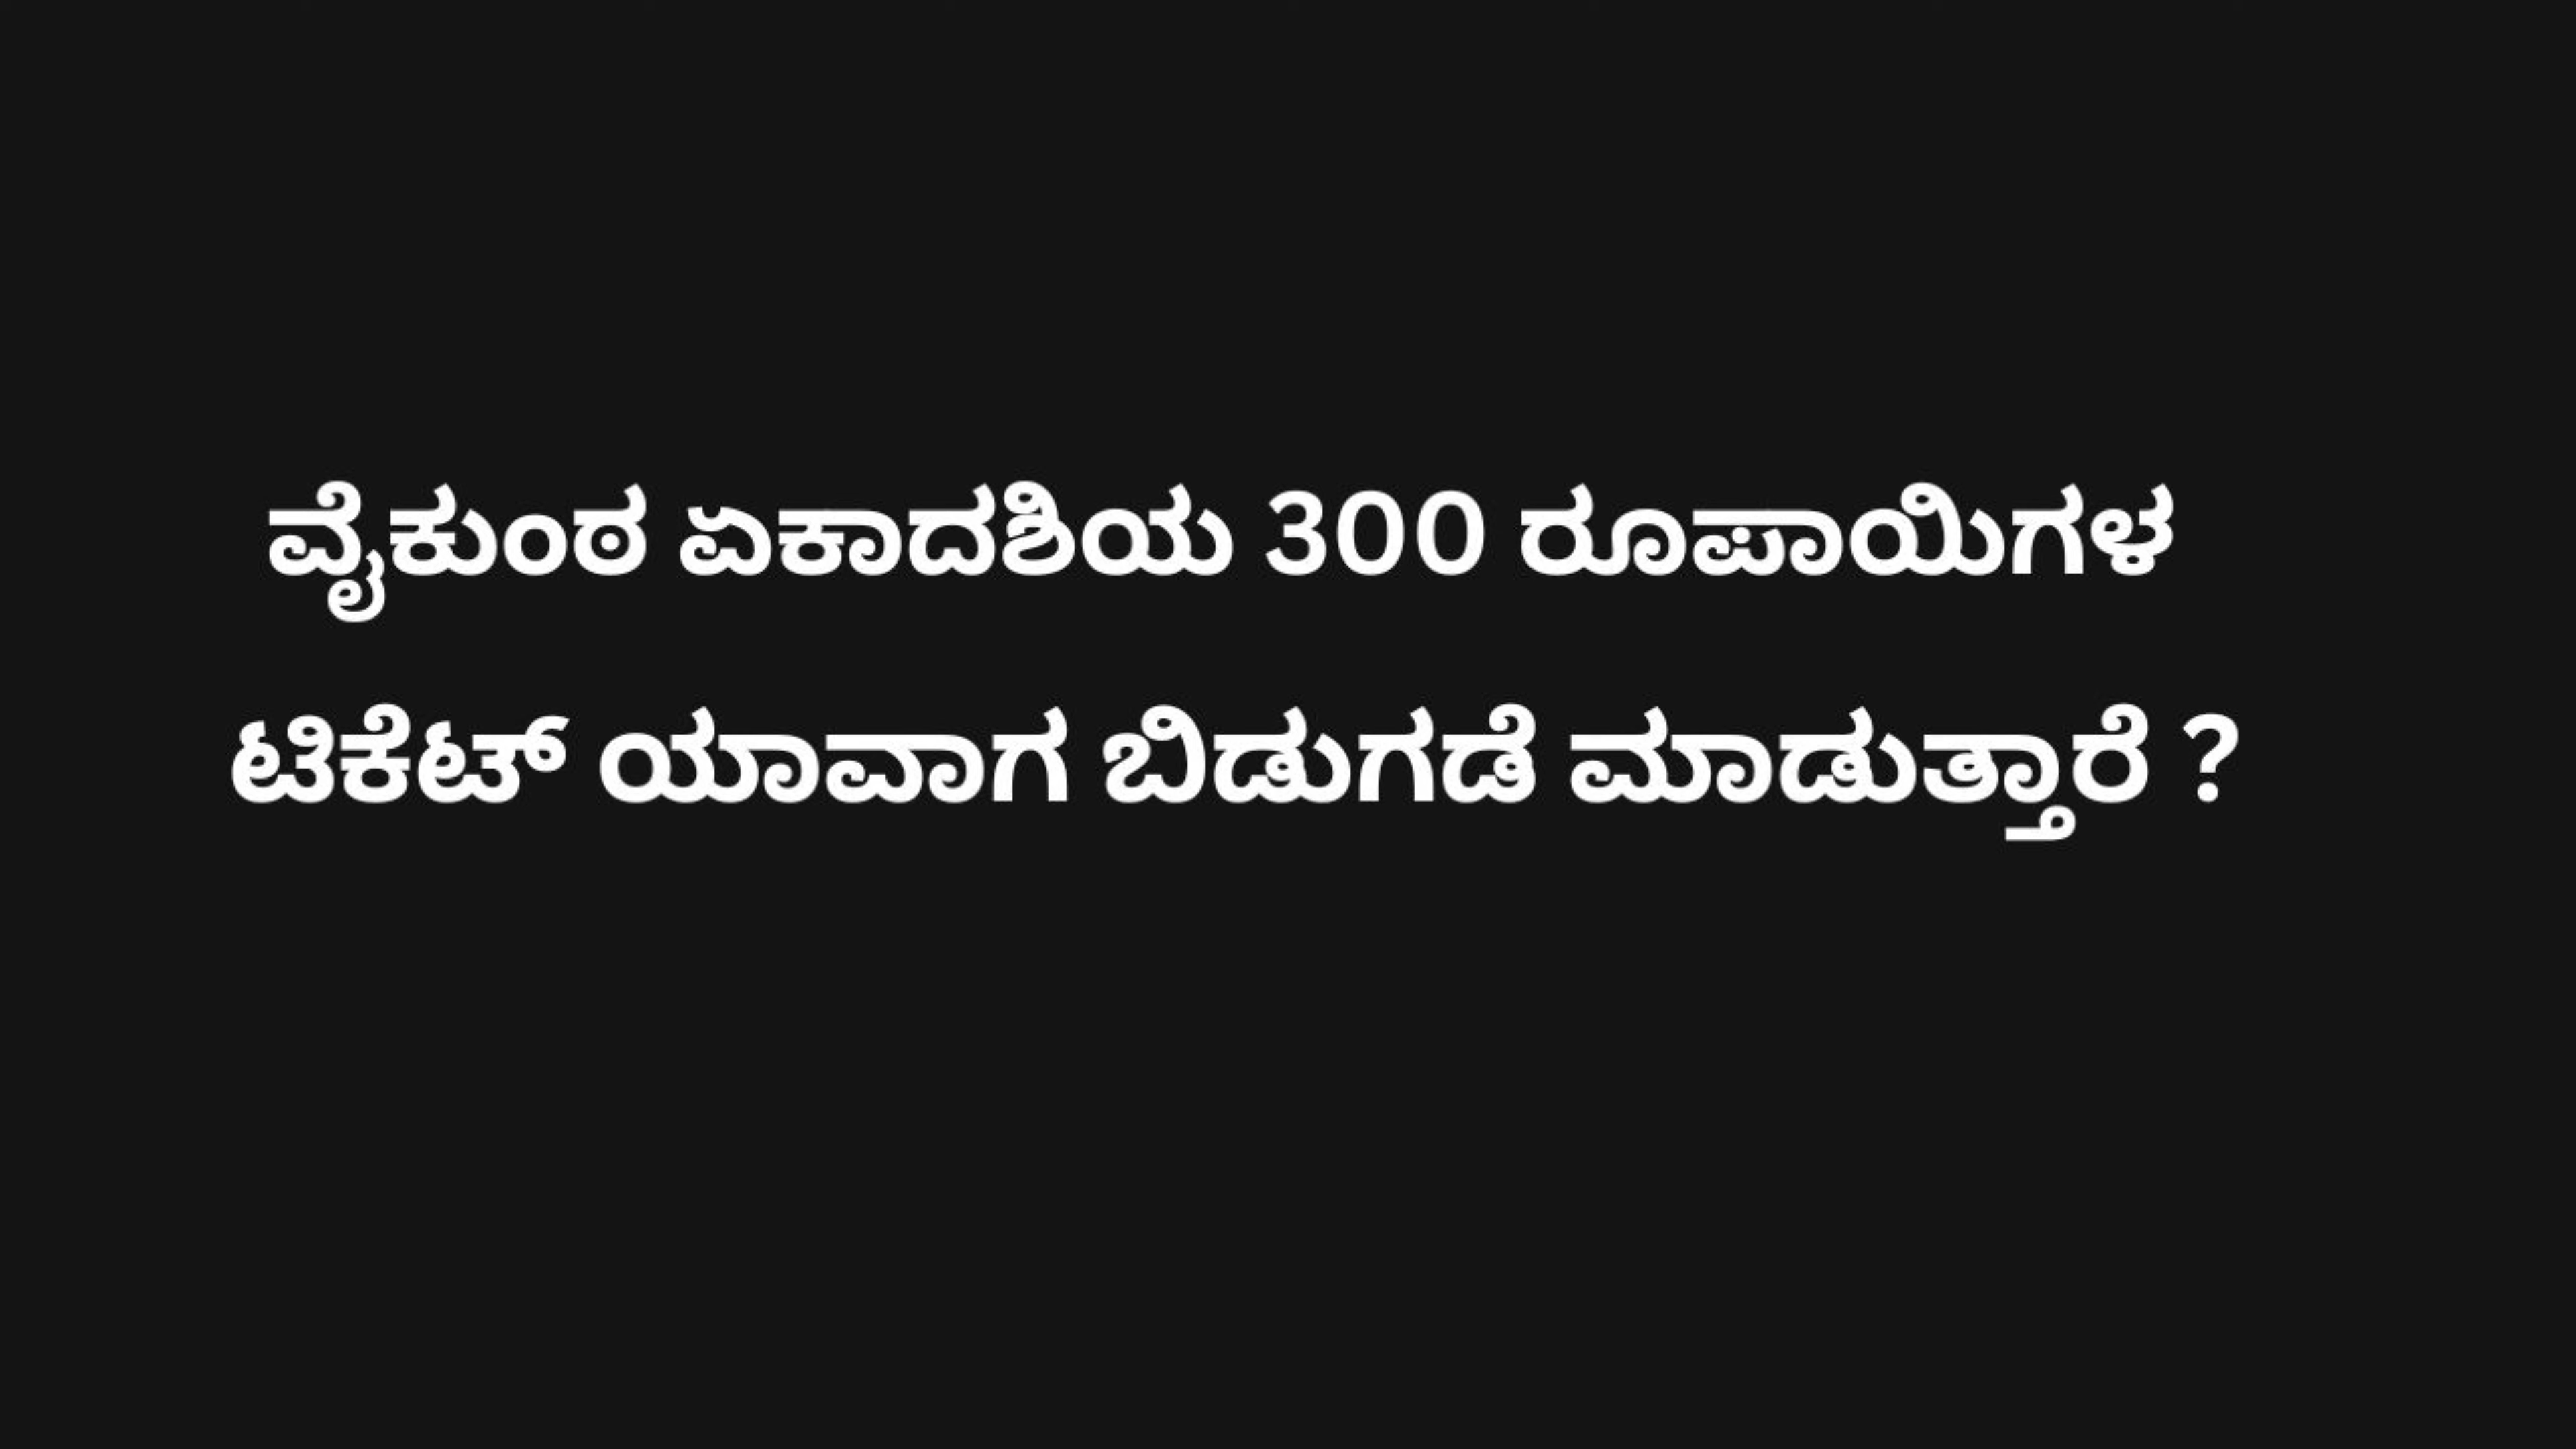 ವೈಕುಂಠ ಏಕಾದಶಿಯ 300 ರೂಪಾಯಿಗಳ
ಟಿಕೆಟ್ ಯಾವಾಗ ಬಿಡುಗಡೆ ಮಾಡುತ್ತಾರೆ ?